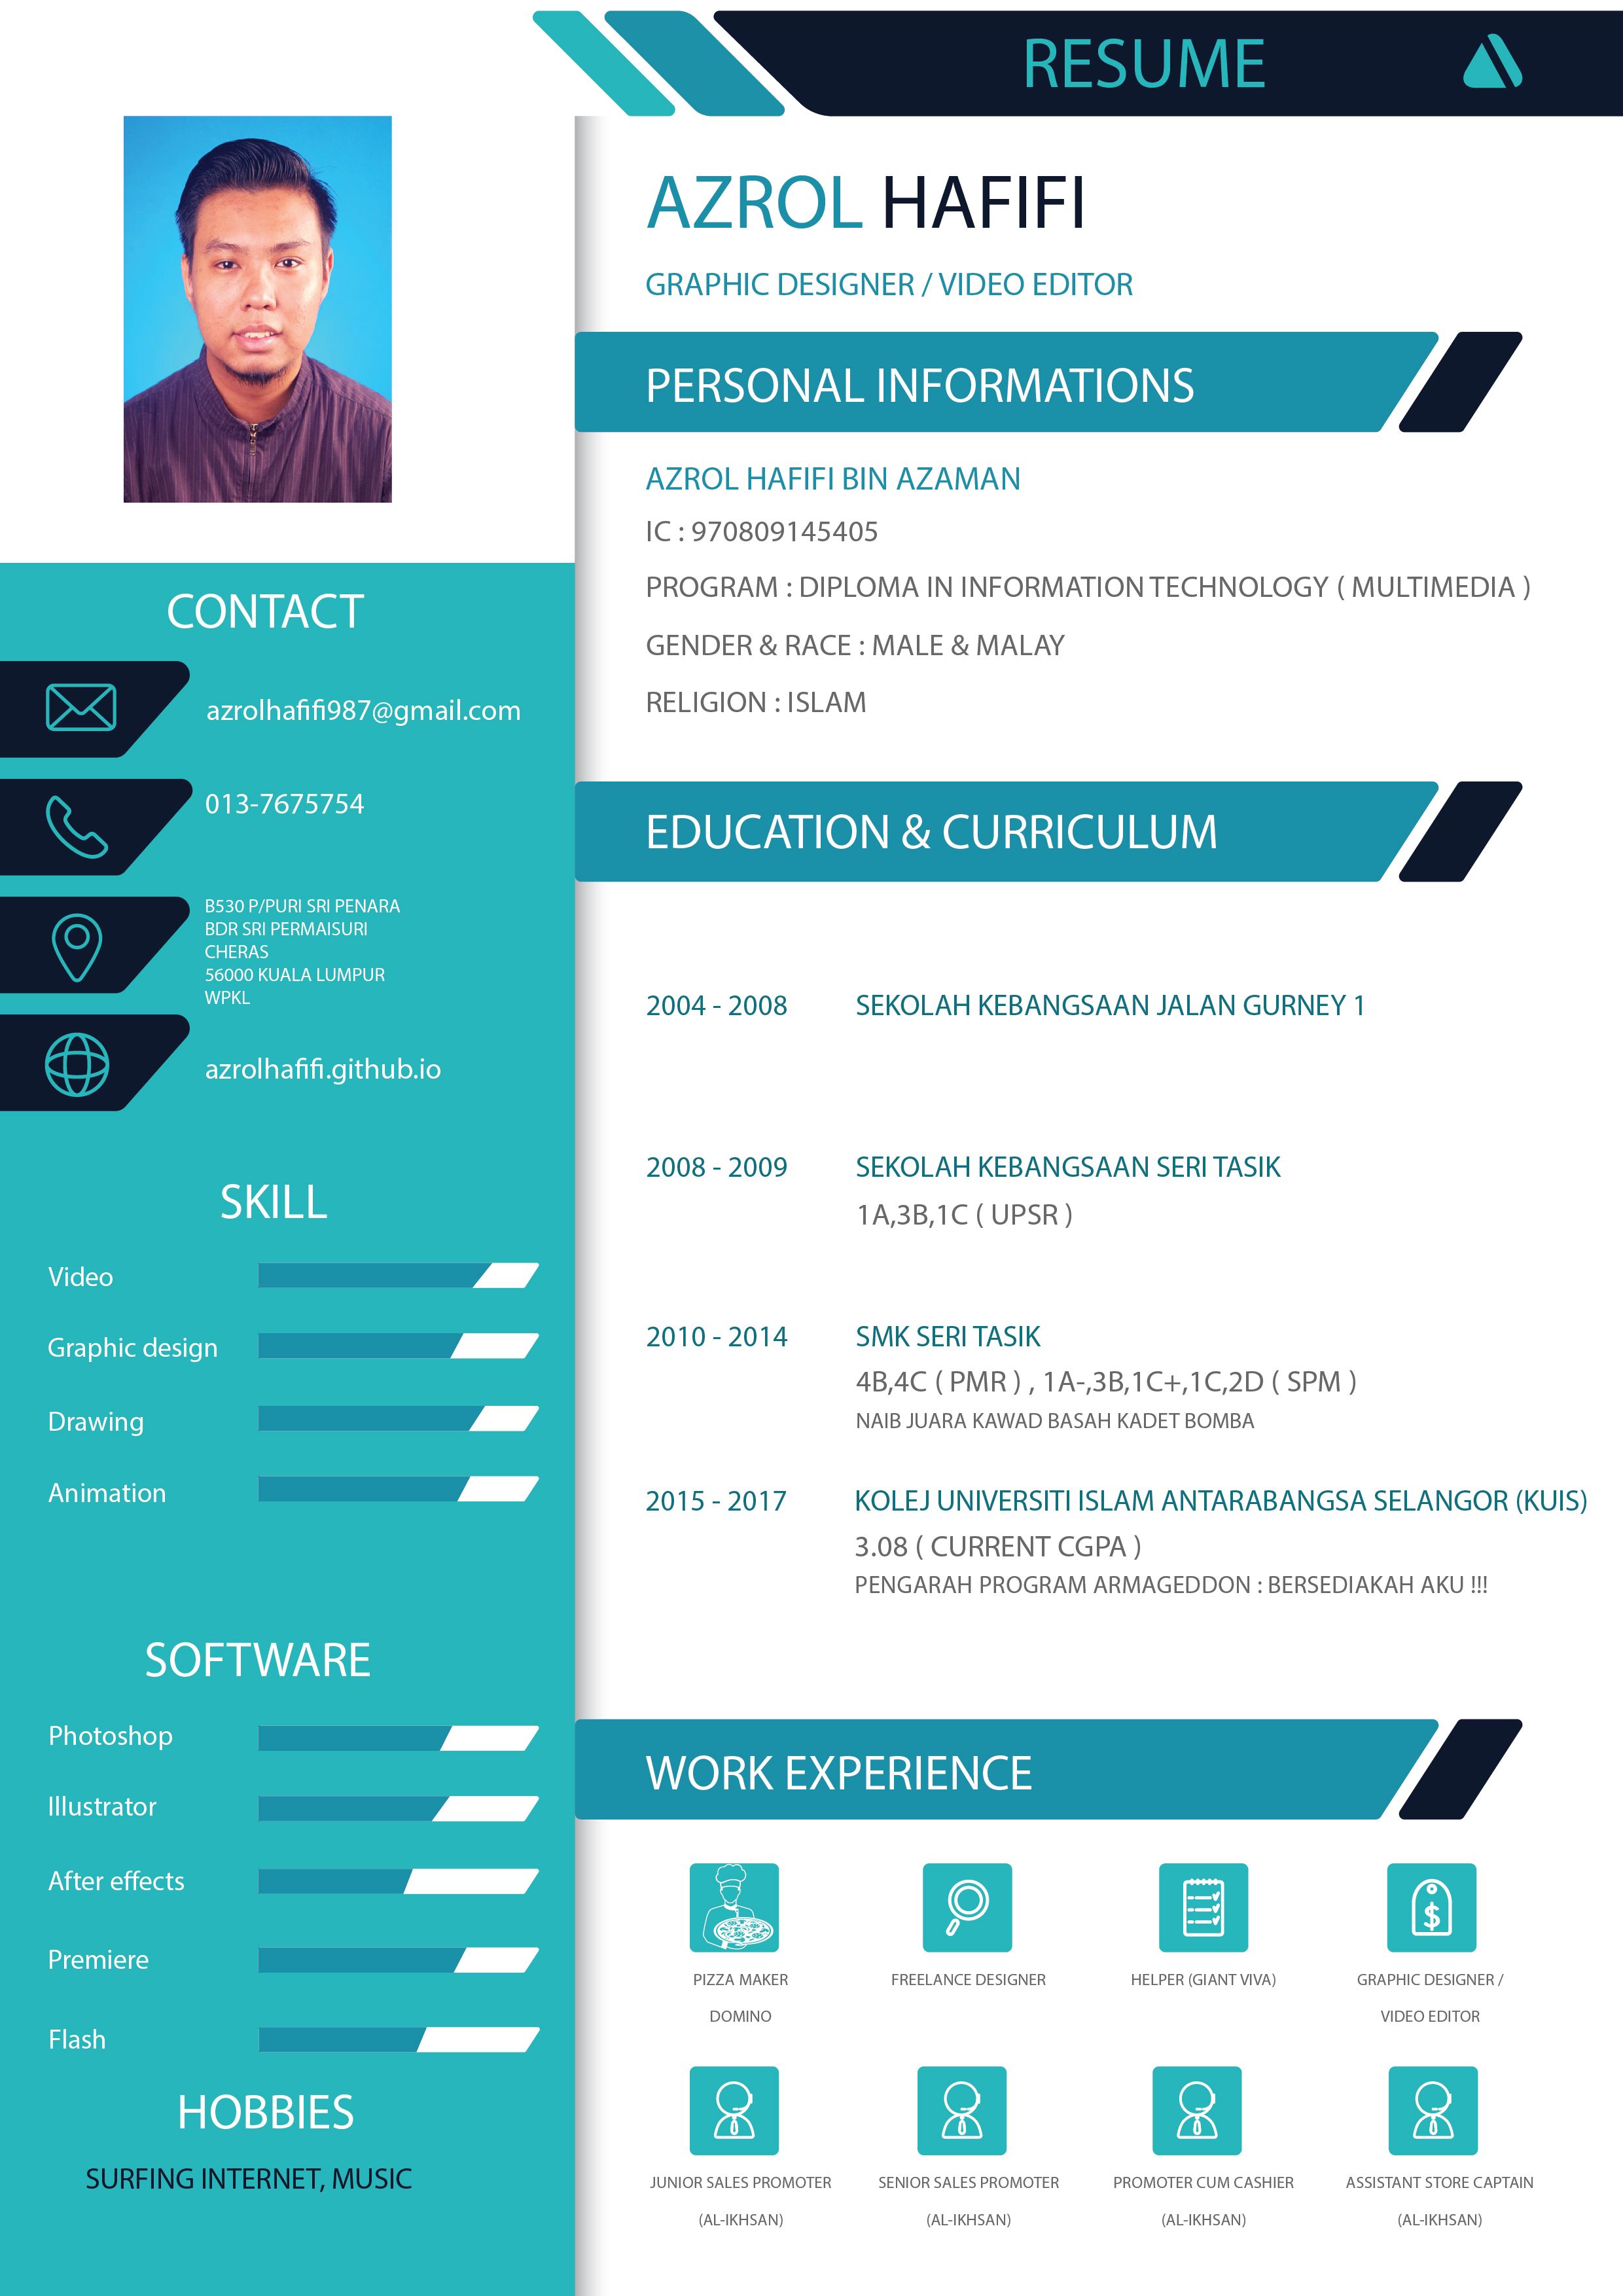 RESUME
AZROL HAFIFI
GRAPHIC DESIGNER / VIDEO EDITOR
PERSONAL INFORMATIONS
AZROL HAFIFI BIN AZAMAN
IC : 970809145405
PROGRAM : DIPLOMA IN INFORMATION TECHNOLOGY ( MULTIMEDIA )
GENDER & RACE : MALE & MALAY
RELIGION : ISLAM
CONTACT
azrolhafifi987@gmail.com
013-7675754
B530 P/PURI SRI PENARA
BDR SRI PERMAISURI
CHERAS
56000 KUALA LUMPUR
WPKL
azrolhafifi.github.io
SKILL
Video
Graphic design
Drawing
Animation
SOFTWARE
Photoshop
Illustrator
After effects
Premiere
Flash
HOBBIES
SURFING INTERNET, MUSIC
EDUCATION & CURRICULUM
2004 - 2008 SEKOLAH KEBANGSAAN JALAN GURNEY 1
2008 - 2009 SEKOLAH KEBANGSAAN SERI TASIK
1A,3B,1C ( UPSR )
2010 - 2014 SMK SERI TASIK
4B,4C ( PMR ) , 1A-,3B,1C+,1C,2D ( SPM )
NAIB JUARA KAWAD BASAH KADET BOMBA
2015 - 2017 KOLEJ UNIVERSITI ISLAM ANTARABANGSA SELANGOR (KUIS)
3.08 ( CURRENT CGPA )
PENGARAH PROGRAM ARMAGEDDON : BERSEDIAKAH AKU !!!
WORK EXPERIENCE
PIZZA MAKER
DOMINO
FREELANCE DESIGNER
HELPER (GIANT VIVA)
$
GRAPHIC DESIGNER /
VIDEO EDITOR
JUNIOR SALES PROMOTER
(AL-IKHSAN)
SENIOR SALES PROMOTER
(AL-IKHSAN)
PROMOTER CUM CASHIER
(AL-IKHSAN)
ASSISTANT STORE CAPTAIN
(AL-IKHSAN)